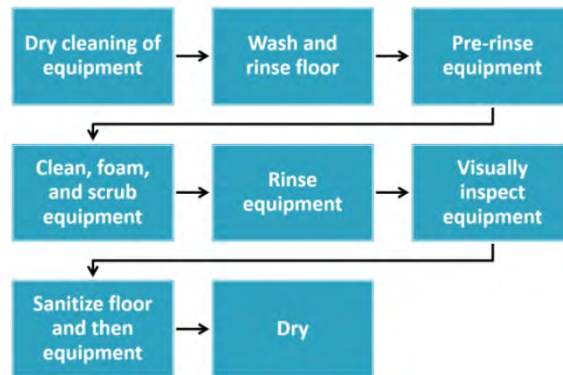 Dry cleaning of
equipment
Wash and
rinse floor
Pre-rinse
equipment
Clean, foam,
and scrub
equipment
Rinse
equipment
Visually
inspect
equipment
Sanitize floor
and then
equipment
Dry